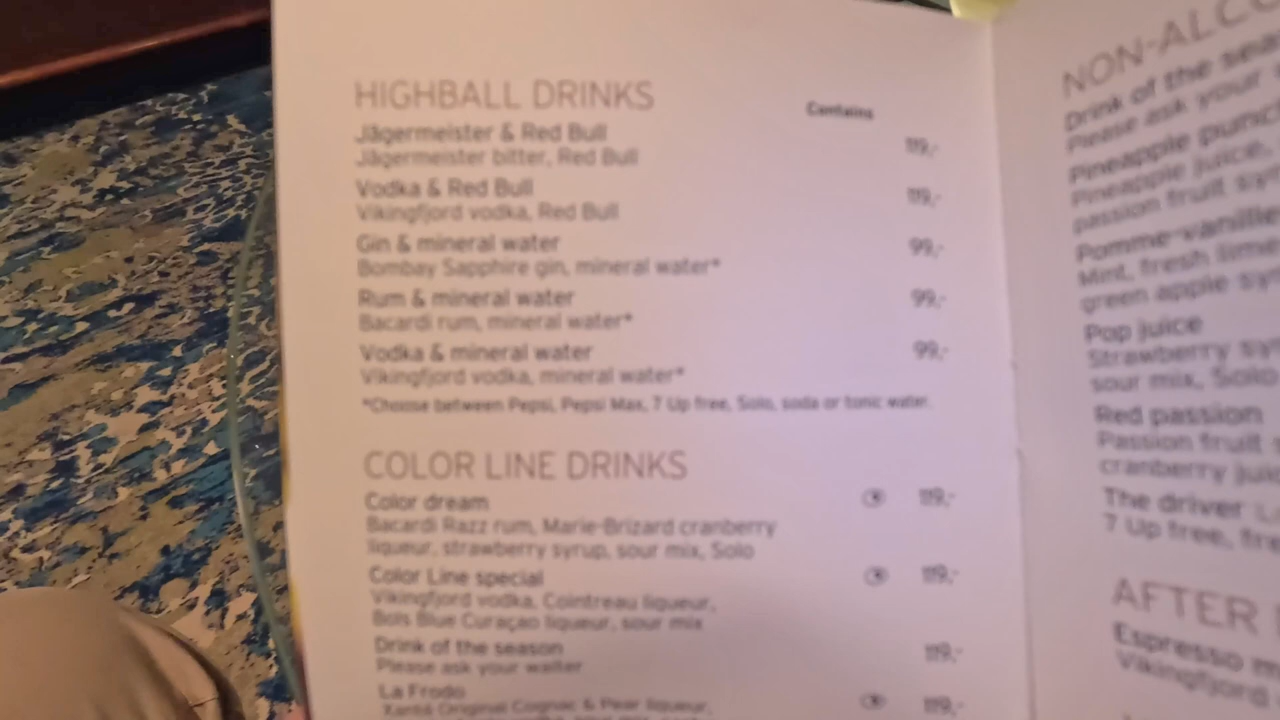 HIGHBALL DRINKS
Contains
Jägermeister & Red Bull
Jägermeister bitter, Red Bull
119,-
Vodka & Red Bull
Vikingfjord vodka, Red Bull
119,-
Gin & mineral water
Bombay Sapphire gin, mineral water*
99,-
Rum & mineral water
Bacardi rum, mineral water*
99,-
Vodka & mineral water
Vikingfjord vodka, mineral water*
99,-
*Choose between Pepsi, Pepsi Max, 7 Up free, Solo, soda or tonic water.
COLOR LINE DRINKS
Color dream
119,-
Bacardi Razz rum, Marie-Brizard cranberry
liqueur, strawberry syrup, sour mix, Solo
Color Line special
119,-
Vikingfjord vodka, Cointreau liqueur,
Bols Blue Curaçao liqueur, sour mix
Drink of the season
Please ask your waiter
119,-
La Frodo
119,-
Xanté Original Cognac & Pear liqueur,
NON-ALCO
Drink of the sea
Please ask your
Pineapple punc
Pineapple juice,
passion fruit sy
Pomme-vanille
Mint, fresh lime
green apple sy
Pop juice
Strawberry sy
sour mix, Solo
Red passion
Passion fruit
cranberry jui
The driver
7 Up free, fre
AFTER
Espresso m
Vikingfjord